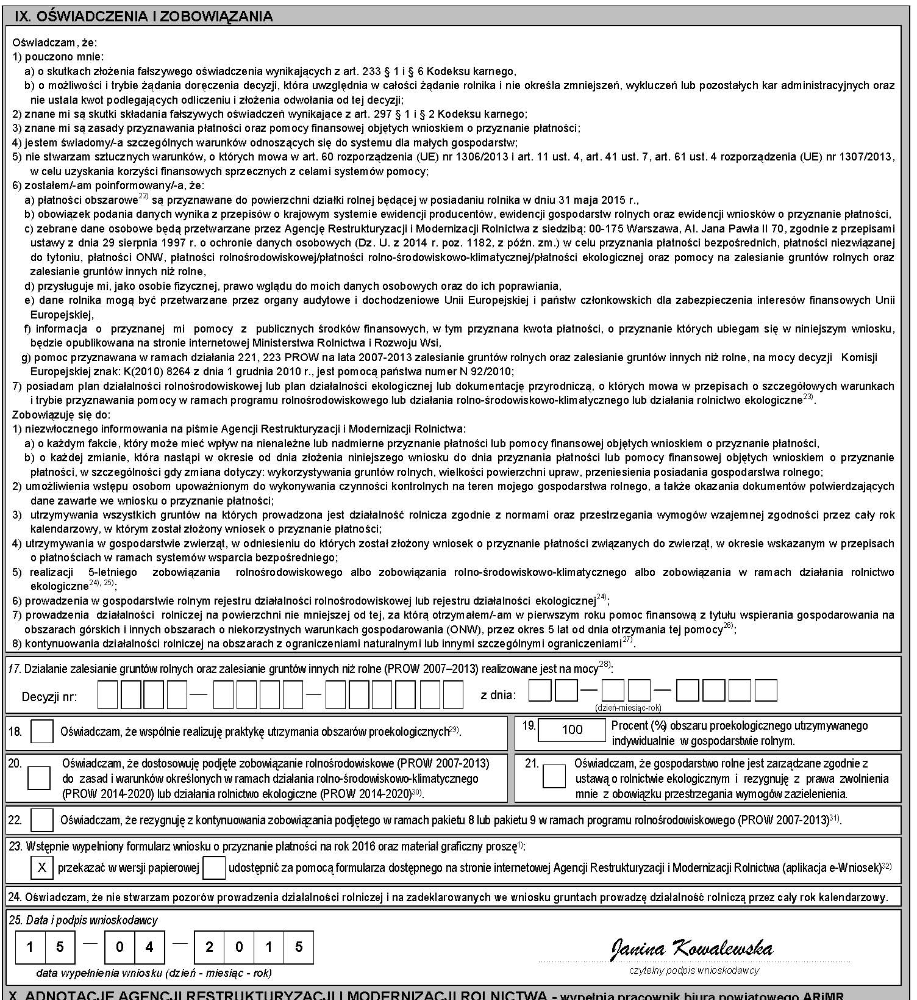 IX. OŚWIADCZENIA I ZOBOWIĄZANIA
Oświadczam, że:
1) pouczono mnie:
a) o skutkach złożenia fałszywego oświadczenia wynikających z art. 233 § 1 i § 6 Kodeksu karnego,
b) o możliwości i trybie żądania doręczenia decyzji, która uwzględnia w całości żądanie rolnika i nie określa zmniejszeń, wykluczeń lub pozostałych kar administracyjnych oraz
nie ustala kwot podlegających odliczeniu i złożenia odwołania od tej decyzji;
2) znane mi są skutki składania fałszywych oświadczeń wynikające z art. 297 § 1 i § 2 Kodeksu karnego;
3) znane mi są zasady przyznawania płatności oraz pomocy finansowej objętych wnioskiem o przyznanie płatności;
4) jestem świadomy/-a szczególnych warunków odnoszących się do systemu dla małych gospodarstw;
5) nie stwarzam sztucznych warunków, o których mowa w art. 60 rozporządzenia (UE) nr 1306/2013 i art. 11 ust. 4, art. 41 ust. 7, art. 61 ust. 4 rozporządzenia (UE) nr 1307/2013,
w celu uzyskania korzyści finansowych sprzecznych z celami systemów pomocy;
6) zostałem/-am poinformowany/-a, że:
a) płatności obszarowe22) są przyznawane do powierzchni działki rolnej będącej w posiadaniu rolnika w dniu 31 maja 2015 r.,
b) obowiązek podania danych wynika z przepisów o krajowym systemie ewidencji producentów, ewidencji gospodarstw rolnych oraz ewidencji wniosków o przyznanie płatności,
c) zebrane dane osobowe będą przetwarzane przez Agencję Restrukturyzacji i Modernizacji Rolnictwa z siedzibą: 00-175 Warszawa, Al. Jana Pawła II 70, zgodnie z przepisami
ustawy z dnia 29 sierpnia 1997 r. o ochronie danych osobowych (Dz. U. z 2014 r. poz. 1182, z późn. zm.) w celu przyznania płatności bezpośrednich, płatności niezwiązanej
do tytoniu, płatności ONW, płatności rolnośrodowiskowej/płatności rolno-środowiskowo-klimatycznej/płatności ekologicznej oraz pomocy na zalesianie gruntów rolnych oraz
zalesianie gruntów innych niż rolne,
d) przysługuje mi, jako osobie fizycznej, prawo wglądu do moich danych osobowych oraz do ich poprawiania,
e) dane rolnika mogą być przetwarzane przez organy audytowe i dochodzeniowe Unii Europejskiej i państw członkowskich dla zabezpieczenia interesów finansowych Unii
Europejskiej,
f) informacja o przyznanej mi pomocy z publicznych środków finansowych, w tym przyznana kwota płatności, o przyznanie których ubiegam się w niniejszym wniosku,
będzie opublikowana na stronie internetowej Ministerstwa Rolnictwa i Rozwoju Wsi,
g) pomoc przyznawana w ramach działania 221, 223 PROW na lata 2007-2013 zalesianie gruntów rolnych oraz zalesianie gruntów innych niż rolne, na mocy decyzji Komisji
Europejskiej znak: K(2010) 8264 z dnia 1 grudnia 2010 r., jest pomocą państwa numer N 92/2010;
7) posiadam plan działalności rolnośrodowiskowej lub plan działalności ekologicznej lub dokumentację przyrodniczą, o których mowa w przepisach o szczegółowych warunkach
i trybie przyznawania pomocy w ramach programu rolnośrodowiskowego lub działania rolno-środowiskowo-klimatycznego lub działania rolnictwo ekologiczne23).
Zobowiązuję się do:
1) niezwłocznego informowania na piśmie Agencji Restrukturyzacji i Modernizacji Rolnictwa:
a) o każdym fakcie, który może mieć wpływ na nienależne lub nadmierne przyznanie płatności lub pomocy finansowej objętych wnioskiem o przyznanie płatności,
b) o każdej zmianie, która nastąpi w okresie od dnia złożenia niniejszego wniosku do dnia przyznania płatności lub pomocy finansowej objętych wnioskiem o przyznanie
płatności, w szczególności gdy zmiana dotyczy: wykorzystywania gruntów rolnych, wielkości powierzchni upraw, przeniesienia posiadania gospodarstwa rolnego;
2) umożliwienia wstępu osobom upoważnionym do wykonywania czynności kontrolnych na teren mojego gospodarstwa rolnego, a także okazania dokumentów potwierdzających
dane zawarte we wniosku o przyznanie płatności;
3) utrzymywania wszystkich gruntów na których prowadzona jest działalność rolnicza zgodnie z normami oraz przestrzegania wymogów wzajemnej zgodności przez cały rok
kalendarzowy, w którym został złożony wniosek o przyznanie płatności;
4) utrzymywania w gospodarstwie zwierząt, w odniesieniu do których został złożony wniosek o przyznanie płatności związanych do zwierząt, w okresie wskazanym w przepisach
o płatnościach w ramach systemów wsparcia bezpośredniego;
5) realizacji 5-letniego zobowiązania rolnośrodowiskowego albo zobowiązania rolno-środowiskowo-klimatycznego albo zobowiązania w ramach działania rolnictwo
ekologiczne24), 25);
6) prowadzenia w gospodarstwie rolnym rejestru działalności rolnośrodowiskowej lub rejestru działalności ekologicznej24);
7) prowadzenia działalności rolniczej na powierzchni nie mniejszej od tej, za którą otrzymałem/-am w pierwszym roku pomoc finansową z tytułu wspierania gospodarowania na
obszarach górskich i innych obszarach o niekorzystnych warunkach gospodarowania (ONW), przez okres 5 lat od dnia otrzymania tej pomocy26);
8) kontynuowania działalności rolniczej na obszarach z ograniczeniami naturalnymi lub innymi szczególnymi ograniczeniami27).
17. Działanie zalesianie gruntów rolnych oraz zalesianie gruntów innych niż rolne (PROW 2007–2013) realizowane jest na mocy28):
Decyzji nr: — — z dnia: — —
(dzień-miesiąc-rok)
18. Oświadczam, że wspólnie realizuję praktykę utrzymania obszarów proekologicznych29).
19. 100 Procent (%) obszaru proekologicznego utrzymywanego
indywidualnie w gospodarstwie rolnym.
20. Oświadczam, że dostosowuję podjęte zobowiązanie rolnośrodowiskowe (PROW 2007-2013)
do zasad i warunków określonych w ramach działania rolno-środowiskowo-klimatycznego
(PROW 2014-2020) lub działania rolnictwo ekologiczne (PROW 2014-2020)30).
21. Oświadczam, że gospodarstwo rolne jest zarządzane zgodnie z
ustawą o rolnictwie ekologicznym i rezygnuję z prawa zwolnienia
mnie z obowiązku przestrzegania wymogów zazielenienia.
22. Oświadczam, że rezygnuję z kontynuowania zobowiązania podjętego w ramach pakietu 8 lub pakietu 9 w ramach programu rolnośrodowiskowego (PROW 2007-2013)31).
23. Wstępnie wypełniony formularz wniosku o przyznanie płatności na rok 2016 oraz materiał graficzny proszę1):
X przekazać w wersji papierowej udostępnić za pomocą formularza dostępnego na stronie internetowej Agencji Restrukturyzacji i Modernizacji Rolnictwa (aplikacja e-Wniosek)32)
24. Oświadczam, że nie stwarzam pozorów prowadzenia działalności rolniczej i na zadeklarowanych we wniosku gruntach prowadzę działalność rolniczą przez cały rok kalendarzowy.
25. Data i podpis wnioskodawcy
1 5 — 0 4 — 2 0 1 5
Janina Kowalewska
data wypełnienia wniosku (dzień - miesiąc - rok)
czytelny podpis wnioskodawcy
X. ADNOTACJE AGENCJI RESTRUKTURYZACJI I MODERNIZACJI ROLNICTWA - wypełnia pracownik biura powiatowego ARiMR